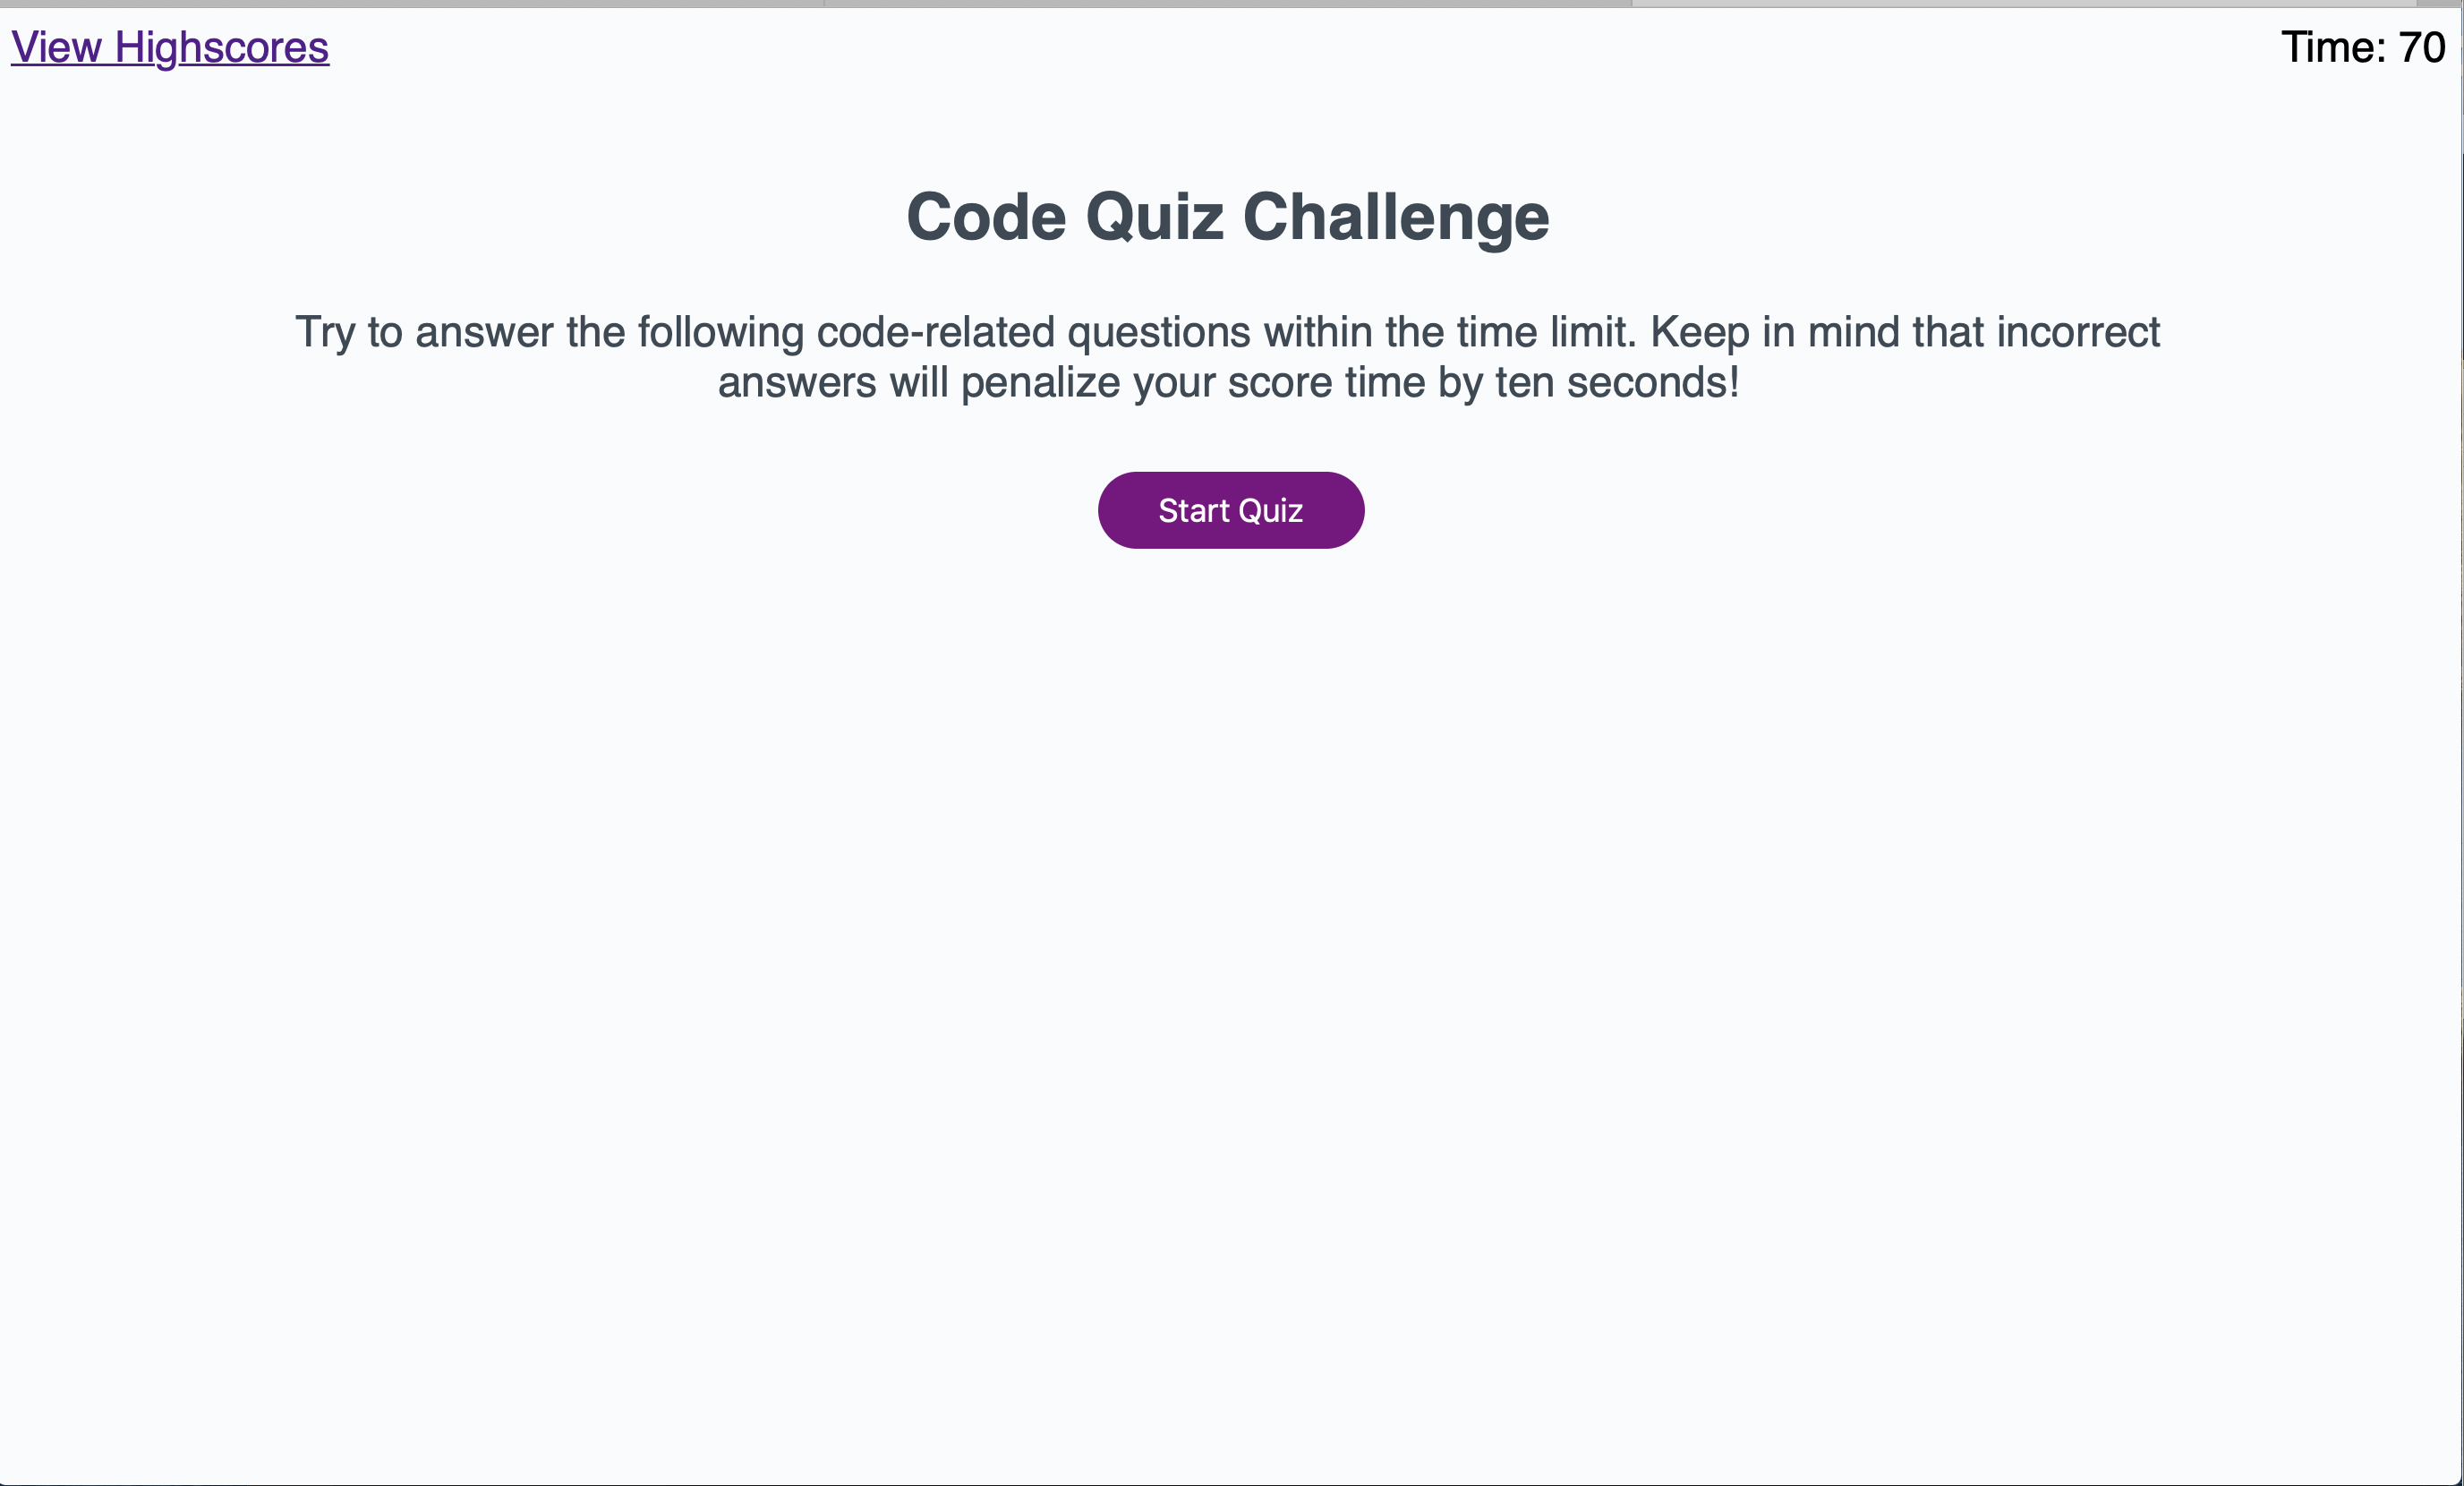 View Highscores
Time: 70
Code Quiz Challenge
Try to answer the following code-related questions within the time limit. Keep in mind that incorrect
answers will penalize your score time by ten seconds!
Start Quiz